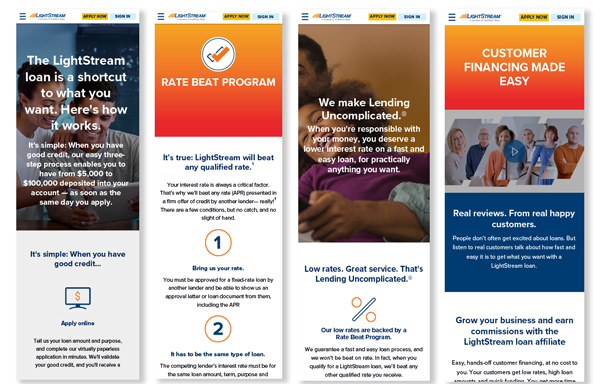 LIGHTSTREAM
APPLY NOW
SIGN IN
The LightStream
loan is a shortcut
to what you
want. Here's how
it works.
It's simple: When you have
good credit, our easy three-
step process enables you to
have from $5,000 to
$100,000 deposited into your
account — as soon as the
same day you apply.
It's simple: When you have
good credit...
$
Apply online
Tell us your loan amount and purpose,
and complete our virtually paperless
application in minutes. We'll validate
your good credit, and you'll receive a
LIGHTSTREAM
APPLY NOW
SIGN IN
RATE BEAT PROGRAM
It's true: LightStream will beat
any qualified rate.1
Your interest rate is always a critical factor.
That's why we'll beat any rate (APR) presented in
a firm offer of credit by another lender— really!1
There are a few conditions, but no catch, and no
slight of hand.
1
Bring us your rate.
You must be approved for a fixed-rate loan by
another lender and be able to show us an
approval letter or loan document from them,
including the APR
2
It has to be the same type of loan.
The competing lender's interest rate must be for
the same loan amount, term, purpose and
LIGHTSTREAM
APPLY NOW
SIGN IN
We make Lending
Uncomplicated.®
When you're responsible with
your money, you deserve a
lower interest rate on a fast and
easy loan, for practically
anything you want.
Low rates. Great service. That's
Lending Uncomplicated.®
%
Our low rates are backed by a
Rate Beat Program.
We guarantee a fast and easy loan process, and
we won't be beat on rate. In fact, when you
qualify for a LightStream loan, we'll beat any
other qualified rate you receive.
LIGHTSTREAM
APPLY NOW
SIGN IN
CUSTOMER
FINANCING MADE
EASY
Real reviews. From real happy
customers.
People don't often get excited about loans. But
listen to real customers talk about how fast and
easy it is to get what you want with a
LightStream loan.
Grow your business and earn
commissions with the
LightStream loan affiliate
Easy, hands-off customer financing, at no cost to
you. Your customers get low rates, high loan
amounts and quick funding. You get more time